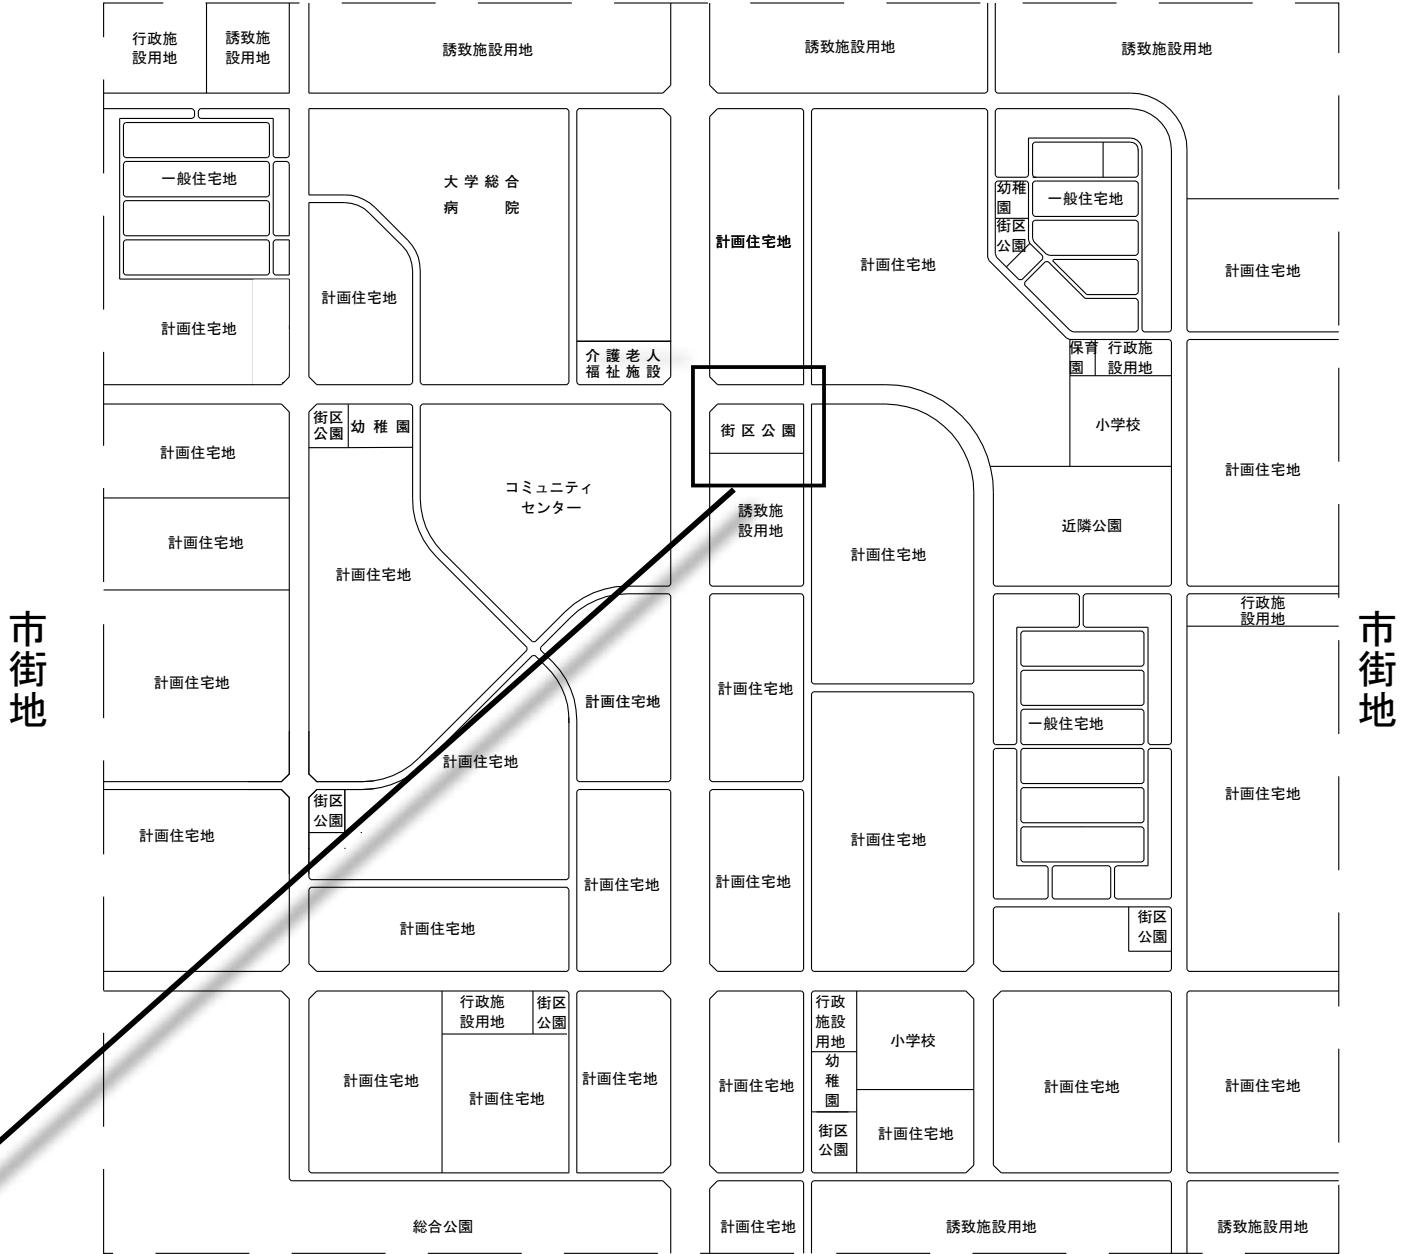 行政施
設用地
誘致施
設用地
誘致施設用地
誘致施設用地
誘致施設用地
一般住宅地
大学総合
病 院
計画住宅地
計画住宅地
幼稚
園
街区
公園
一般住宅地
計画住宅地
計画住宅地
計画住宅地
介護老人
福祉施設
保育
園
行政施
設用地
街区
公園
幼稚園
街区公園
小学校
計画住宅地
計画住宅地
コミュニティ
センター
誘致施
設用地
近隣公園
計画住宅地
計画住宅地
計画住宅地
行政施
設用地
市街地
市街地
計画住宅地
計画住宅地
計画住宅地
一般住宅地
計画住宅地
計画住宅地
街区
公園
計画住宅地
計画住宅地
計画住宅地
計画住宅地
計画住宅地
街区
公園
行政施
設用地
街区
公園
行政
施設
用地
小学校
幼
稚
園
計画住宅地
計画住宅地
計画住宅地
計画住宅地
計画住宅地
計画住宅地
街区
公園
計画住宅地
総合公園
計画住宅地
誘致施設用地
誘致施設用地